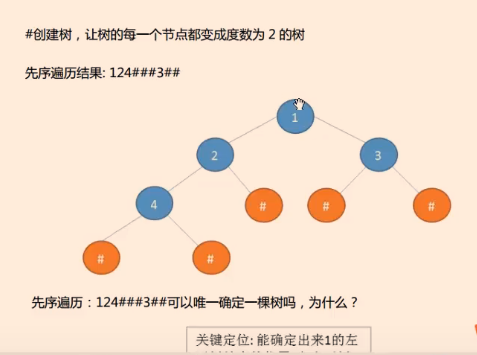 #创建树，让树的每一个节点都变成度数为 2 的树
先序遍历结果: 124###3##
1
2
3
4
#
#
#
#
#
先序遍历：124###3##可以唯一确定一棵树吗，为什么？
关键定位: 能确定出来1的左